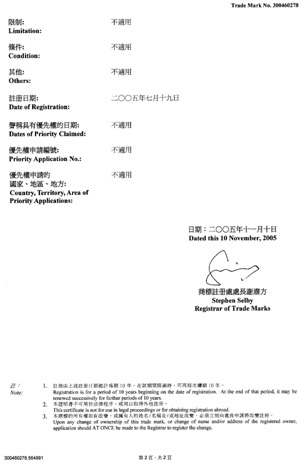 Trade Mark No. 300460278
限制: 不適用
Limitation:
條件: 不適用
Condition:
其他: 不適用
Others:
註冊日期: 二〇〇五年七月十九日
Date of Registration:
聲稱具有優先權的日期: 不適用
Dates of Priority Claimed:
優先權申請編號: 不適用
Priority Application No.:
優先權申請的 不適用
國家、地區、地方:
Country, Territory, Area of
Priority Applications:
日期：二〇〇五年十一月十日
Dated this 10 November, 2005
商標註冊處處長謝肅方
Stephen Selby
Registrar of Trade Marks
註： 1. 註冊由上述註冊日期起計為期 10 年，在該期間屆滿時，可再每次續期 10 年。
Note: Registration is for a period of 10 years beginning on the date of registration. At the end of that period, it may be
renewed successively for further periods of 10 years.
2. 本證明書不可用於法律程序，或用以取得外地註冊。
This certificate is not for use in legal proceedings or for obtaining registration abroad.
3. 本商標的擁有權如有改變，或擁有人的姓名/名稱及/或地址改變，必須立刻向處長申請將改變註冊。
Upon any change of ownership of this trade mark, or change of name and/or address of the registered owner,
application should AT ONCE be made to the Registrar to register the change.
第 2 頁，共 2 頁